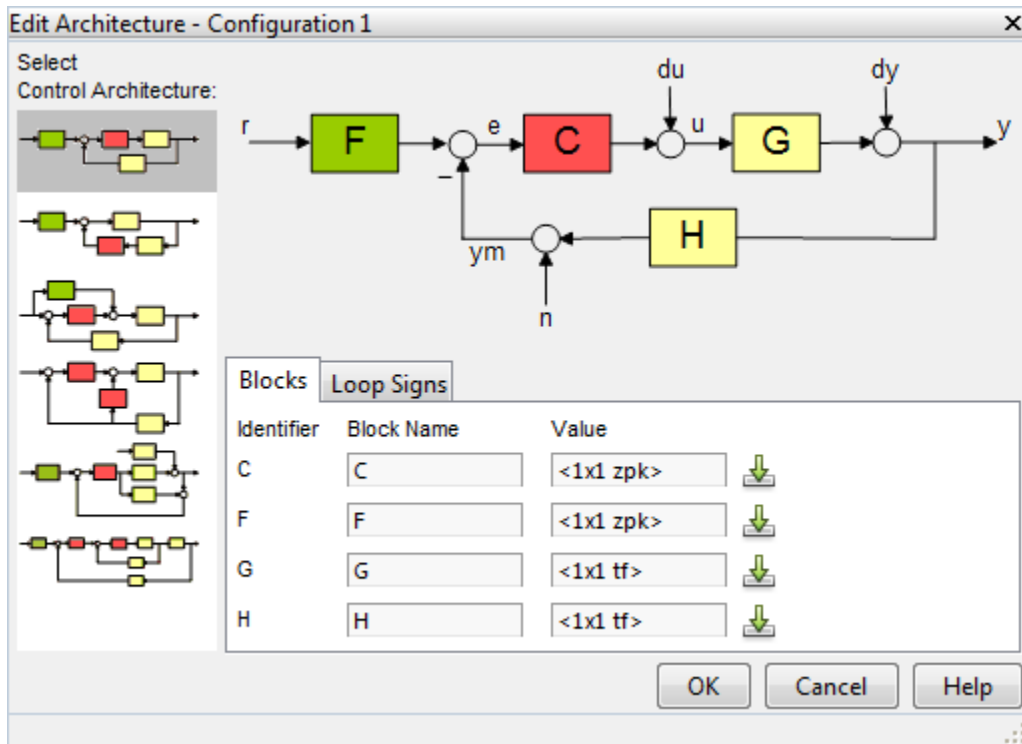 Edit Architecture - Configuration 1
Select
Control Architecture:
du
dy
r
F
e
C
u
G
y
−
H
ym
n
Blocks
Loop Signs
Identifier Block Name Value
C C <1x1 zpk>
F F <1x1 zpk>
G G <1x1 tf>
H H <1x1 tf>
OK Cancel Help